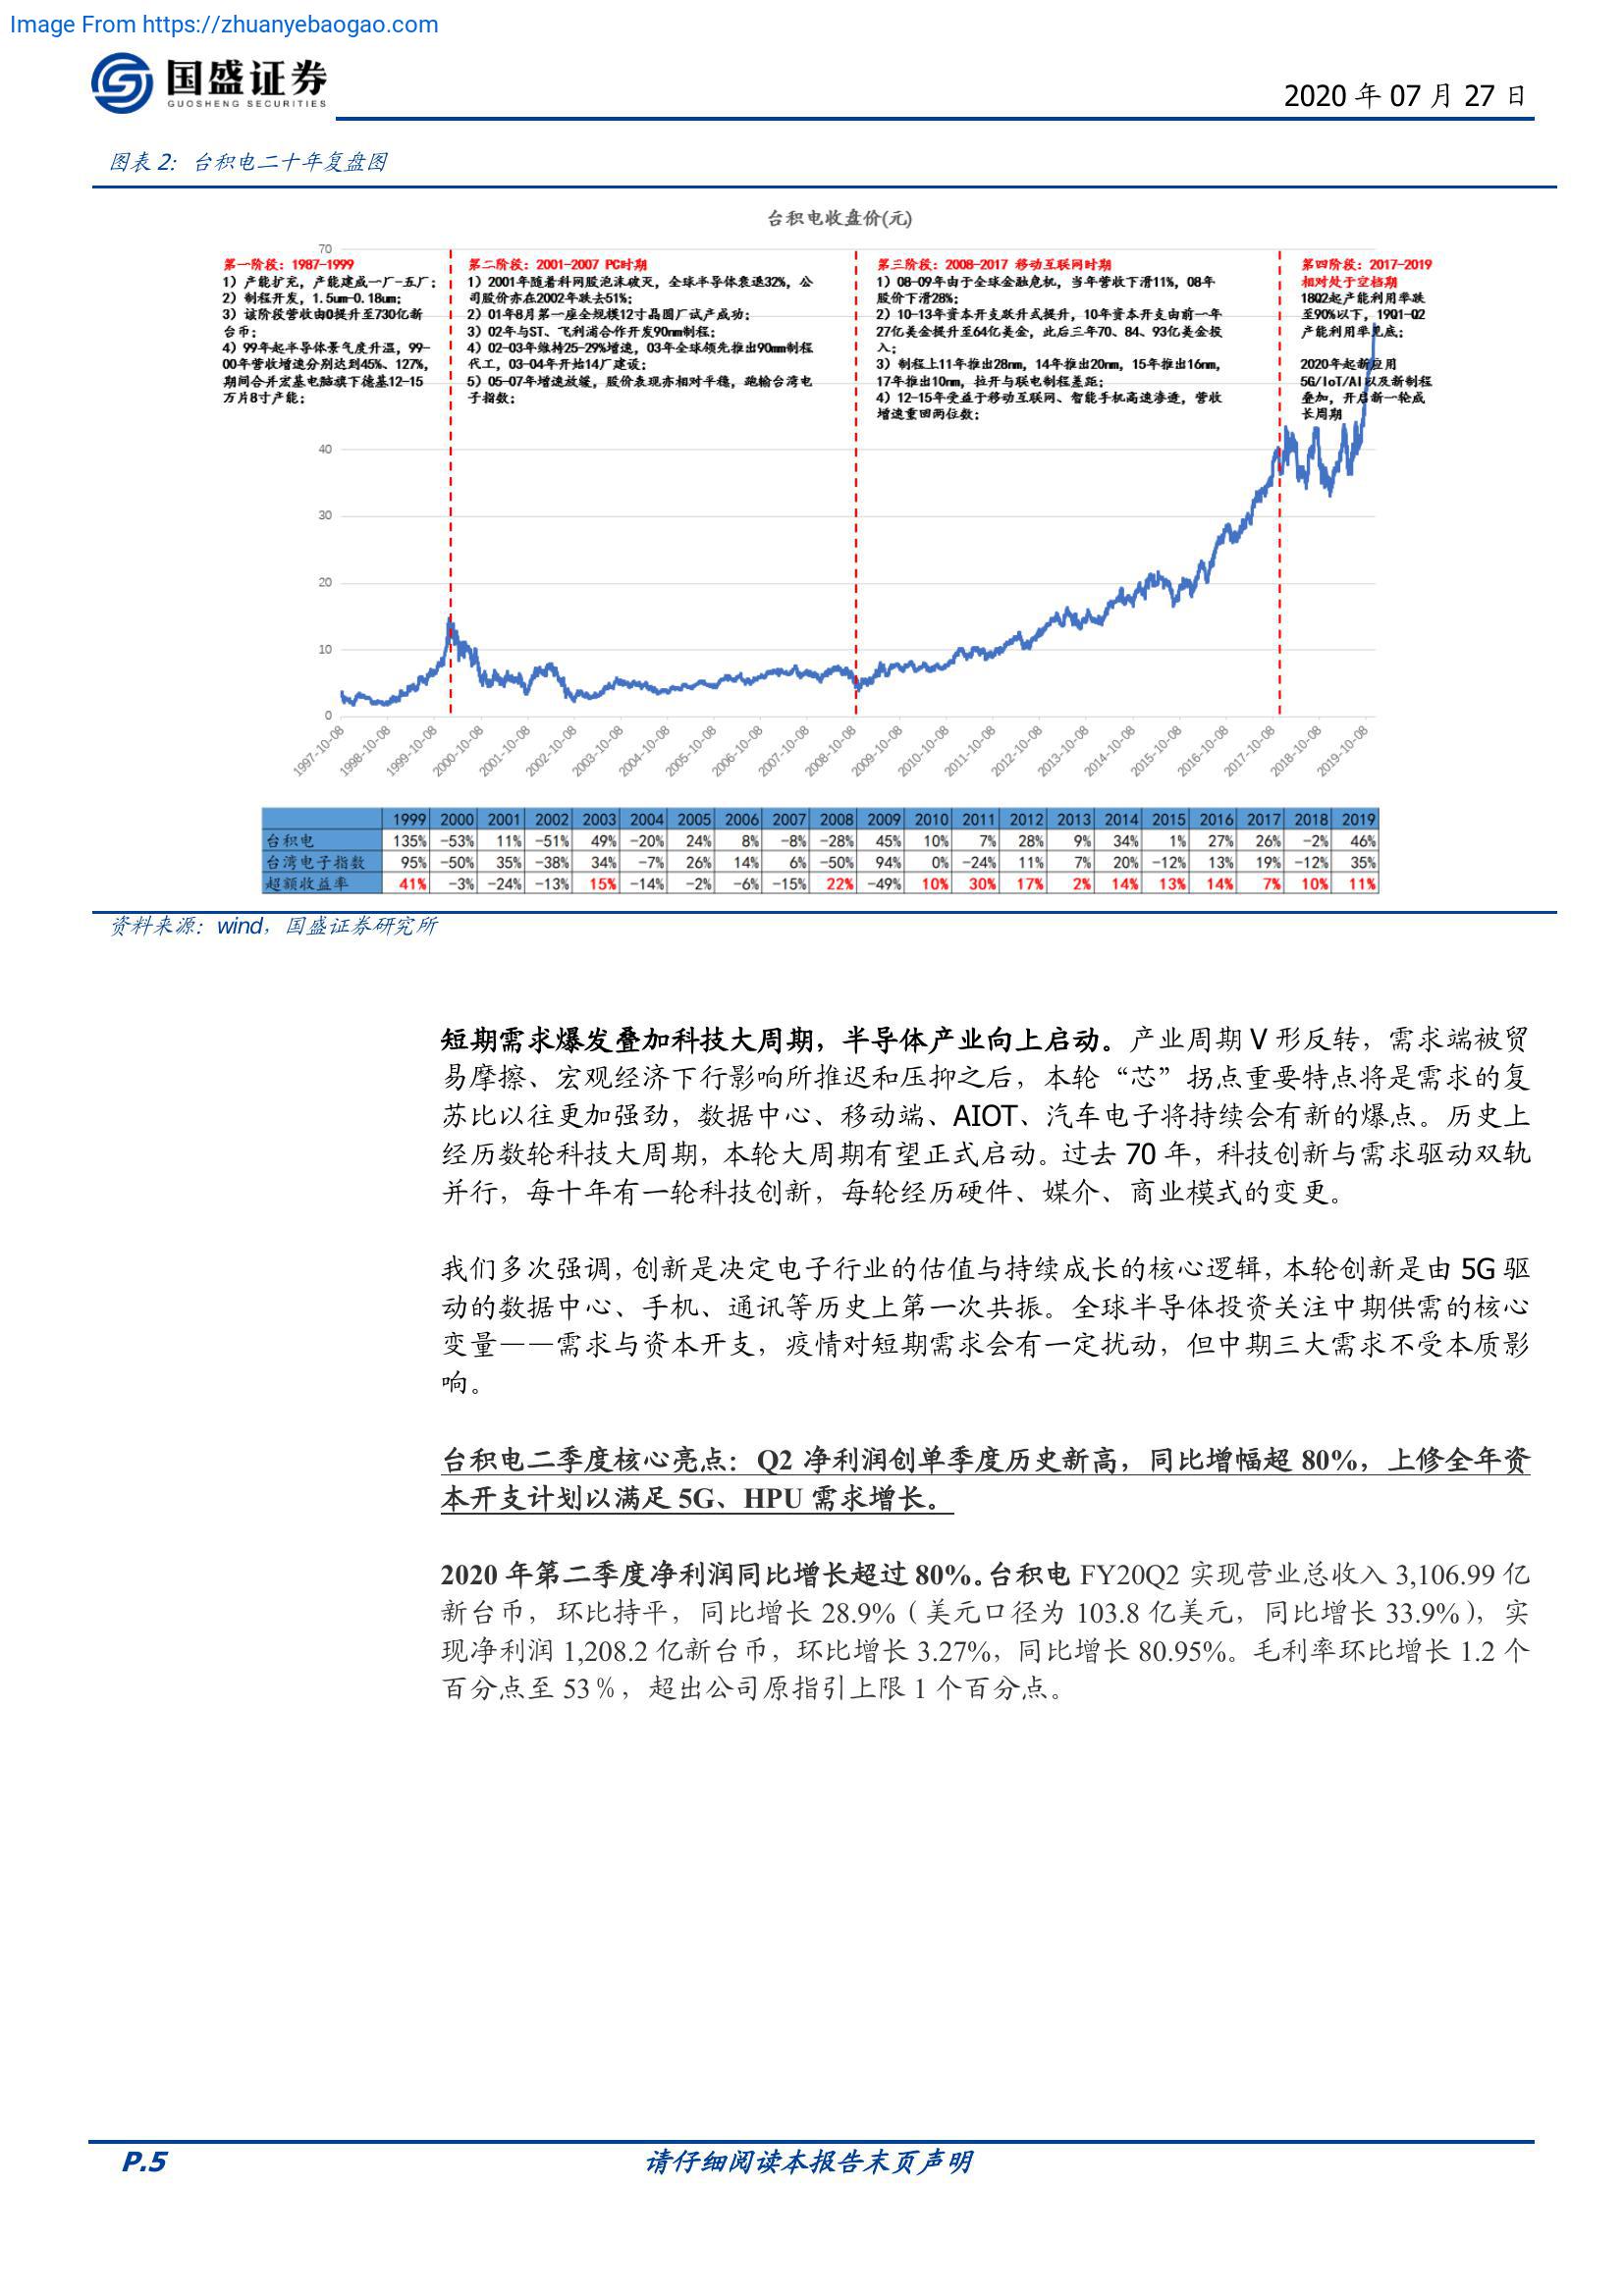 Image From https://zhuanyebaogao.com
国盛证券
GUOSHENG SECURITIES
2020 年 07 月 27 日
图表 2：台积电二十年复盘图
台积电收盘价(元)
70
40
30
20
10
0
第一阶段：1987-1999
1）产能扩充，产能建成一厂-五厂；
2）制程开发，1.5um-0.18um；
3）该阶段营收由0提升至730亿新
台币；
4）99年起半导体景气度升温，99-
00年营收增速分别达到45%、127%，
期间合并宏基电脑旗下德基12-15
万片8寸产能；
第二阶段：2001-2007 PC时期
1）2001年随着科网股泡沫破灭，全球半导体衰退32%，公
司股价亦在2002年跌去51%；
2）01年8月第一座全规模12寸晶圆厂试产成功；
3）02年与ST、飞利浦合作开发90nm制程；
4）02-03年维持25-29%增速，03年全球领先推出90nm制程
代工，03-04年开始14厂建设；
5）05-07年增速放缓，股价表现亦相对平稳，跑输台湾电
子指数；
第三阶段：2008-2017 移动互联网时期
1）08-09年由于全球金融危机，当年营收下滑11%，08年
股价下滑28%；
2）10-13年资本开支跃升式提升，10年资本开支由前一年
27亿美金提升至64亿美金，此后三年70、84、93亿美金投
入；
3）制程上11年推出28nm，14年推出20nm，15年推出16nm，
17年推出10nm，拉开与联电制程差距；
4）12-15年受益于移动互联网、智能手机高速渗透，营收
增速重回两位数；
第四阶段：2017-2019
相对处于空档期
18Q2起产能利用率跌
至90%以下，19Q1-Q2
产能利用率见底；
2020年起新应用
5G/IoT/AI以及新制程
叠加，开启新一轮成
长周期
1997-10-08
1998-10-08
1999-10-08
2000-10-08
2001-10-08
2002-10-08
2003-10-08
2004-10-08
2005-10-08
2006-10-08
2007-10-08
2008-10-08
2009-10-08
2010-10-08
2011-10-08
2012-10-08
2013-10-08
2014-10-08
2015-10-08
2016-10-08
2017-10-08
2018-10-08
2019-10-08
1999 2000 2001 2002 2003 2004 2005 2006 2007 2008 2009 2010 2011 2012 2013 2014 2015 2016 2017 2018 2019
台积电 135% -53% 11% -51% 49% -20% 24% 8% -8% -28% 45% 10% 7% 28% 9% 34% 1% 27% 26% -2% 46%
台湾电子指数 95% -50% 35% -38% 34% -7% 26% 14% 6% -50% 94% 0% -24% 11% 7% 20% -12% 13% 19% -12% 35%
超额收益率 41% -3% -24% -13% 15% -14% -2% -6% -15% 22% -49% 10% 30% 17% 2% 14% 13% 14% 7% 10% 11%
资料来源：wind，国盛证券研究所
短期需求爆发叠加科技大周期，半导体产业向上启动。产业周期 V 形反转，需求端被贸
易摩擦、宏观经济下行影响所推迟和压抑之后，本轮“芯”拐点重要特点将是需求的复
苏比以往更加强劲，数据中心、移动端、AIOT、汽车电子将持续会有新的爆点。历史上
经历数轮科技大周期，本轮大周期有望正式启动。过去 70 年，科技创新与需求驱动双轨
并行，每十年有一轮科技创新，每轮经历硬件、媒介、商业模式的变更。
我们多次强调，创新是决定电子行业的估值与持续成长的核心逻辑，本轮创新是由 5G 驱
动的数据中心、手机、通讯等历史上第一次共振。全球半导体投资关注中期供需的核心
变量——需求与资本开支，疫情对短期需求会有一定扰动，但中期三大需求不受本质影
响。
台积电二季度核心亮点：Q2 净利润创单季度历史新高，同比增幅超 80%，上修全年资
本开支计划以满足 5G、HPU 需求增长。
2020 年第二季度净利润同比增长超过 80%。台积电 FY20Q2 实现营业总收入 3,106.99 亿
新台币，环比持平，同比增长 28.9%（美元口径为 103.8 亿美元，同比增长 33.9%），实
现净利润 1,208.2 亿新台币，环比增长 3.27%，同比增长 80.95%。毛利率环比增长 1.2 个
百分点至 53％，超出公司原指引上限 1 个百分点。
P.5
请仔细阅读本报告末页声明